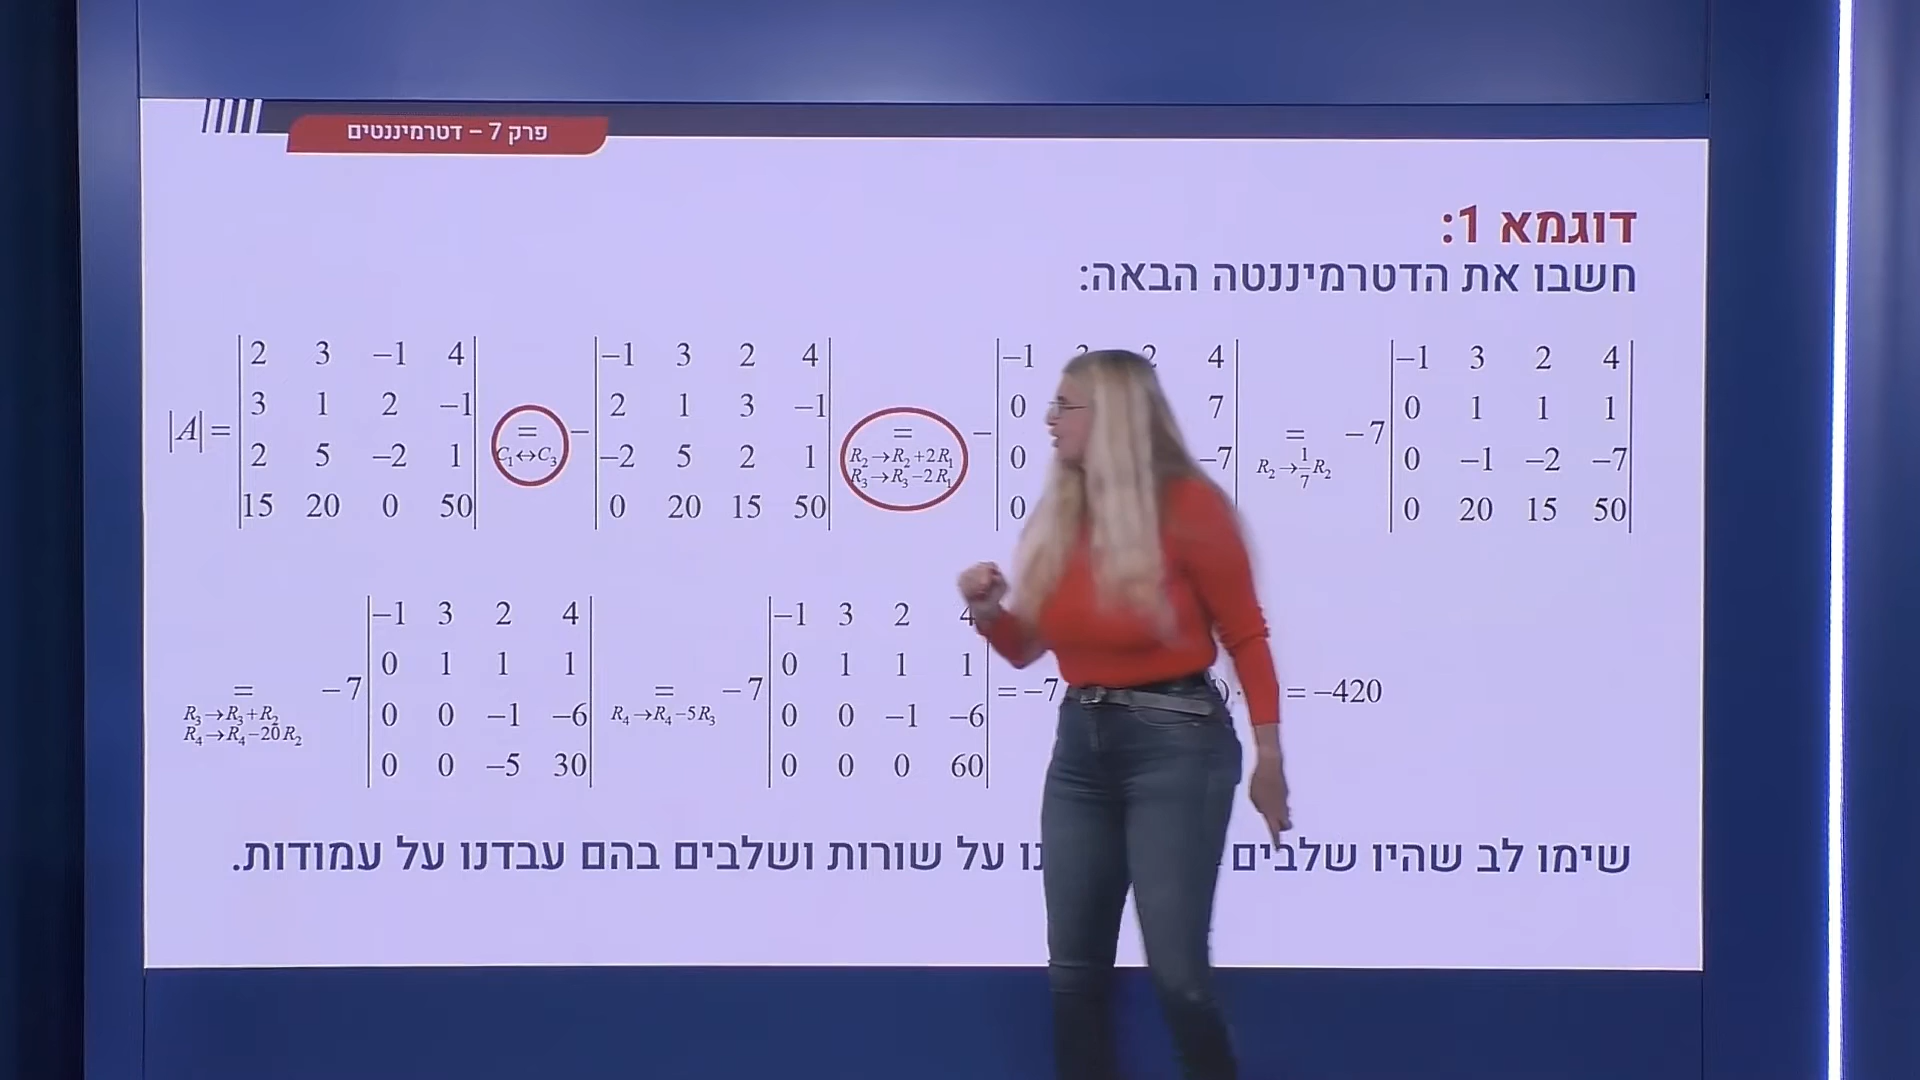 פרק 7 – דטרמיננטים
דוגמא 1:
חשבו את הדטרמיננטה הבאה:
|A| = | 2 3 −1 4 | = C₁↔C₃ − | −1 3 2 4 | = R₂→R₂+2R₁ R₃→R₃−2R₁ − | −1 4 | = R₂→1/7 R₂ −7 | −1 3 2 4 |
| 3 1 2 −1 | | 2 1 3 −1 | | 0 7 | | 0 1 1 1 |
| 2 5 −2 1 | | −2 5 2 1 | | 0 −7 | | 0 −1 −2 −7 |
| 15 20 0 50 | | 0 20 15 50 | | 0 | | 0 20 15 50 |
= R₃→R₃+R₂ R₄→R₄−20R₂ −7 | −1 3 2 4 | = R₄→R₄−5R₃ −7 | −1 3 2 4 | = −7 = −420
| 0 1 1 1 | | 0 1 1 1 |
| 0 0 −1 −6 | | 0 0 −1 −6 |
| 0 0 −5 30 | | 0 0 0 60 |
שימו לב שהיו שלבים על שורות ושלבים בהם עבדנו על עמודות.